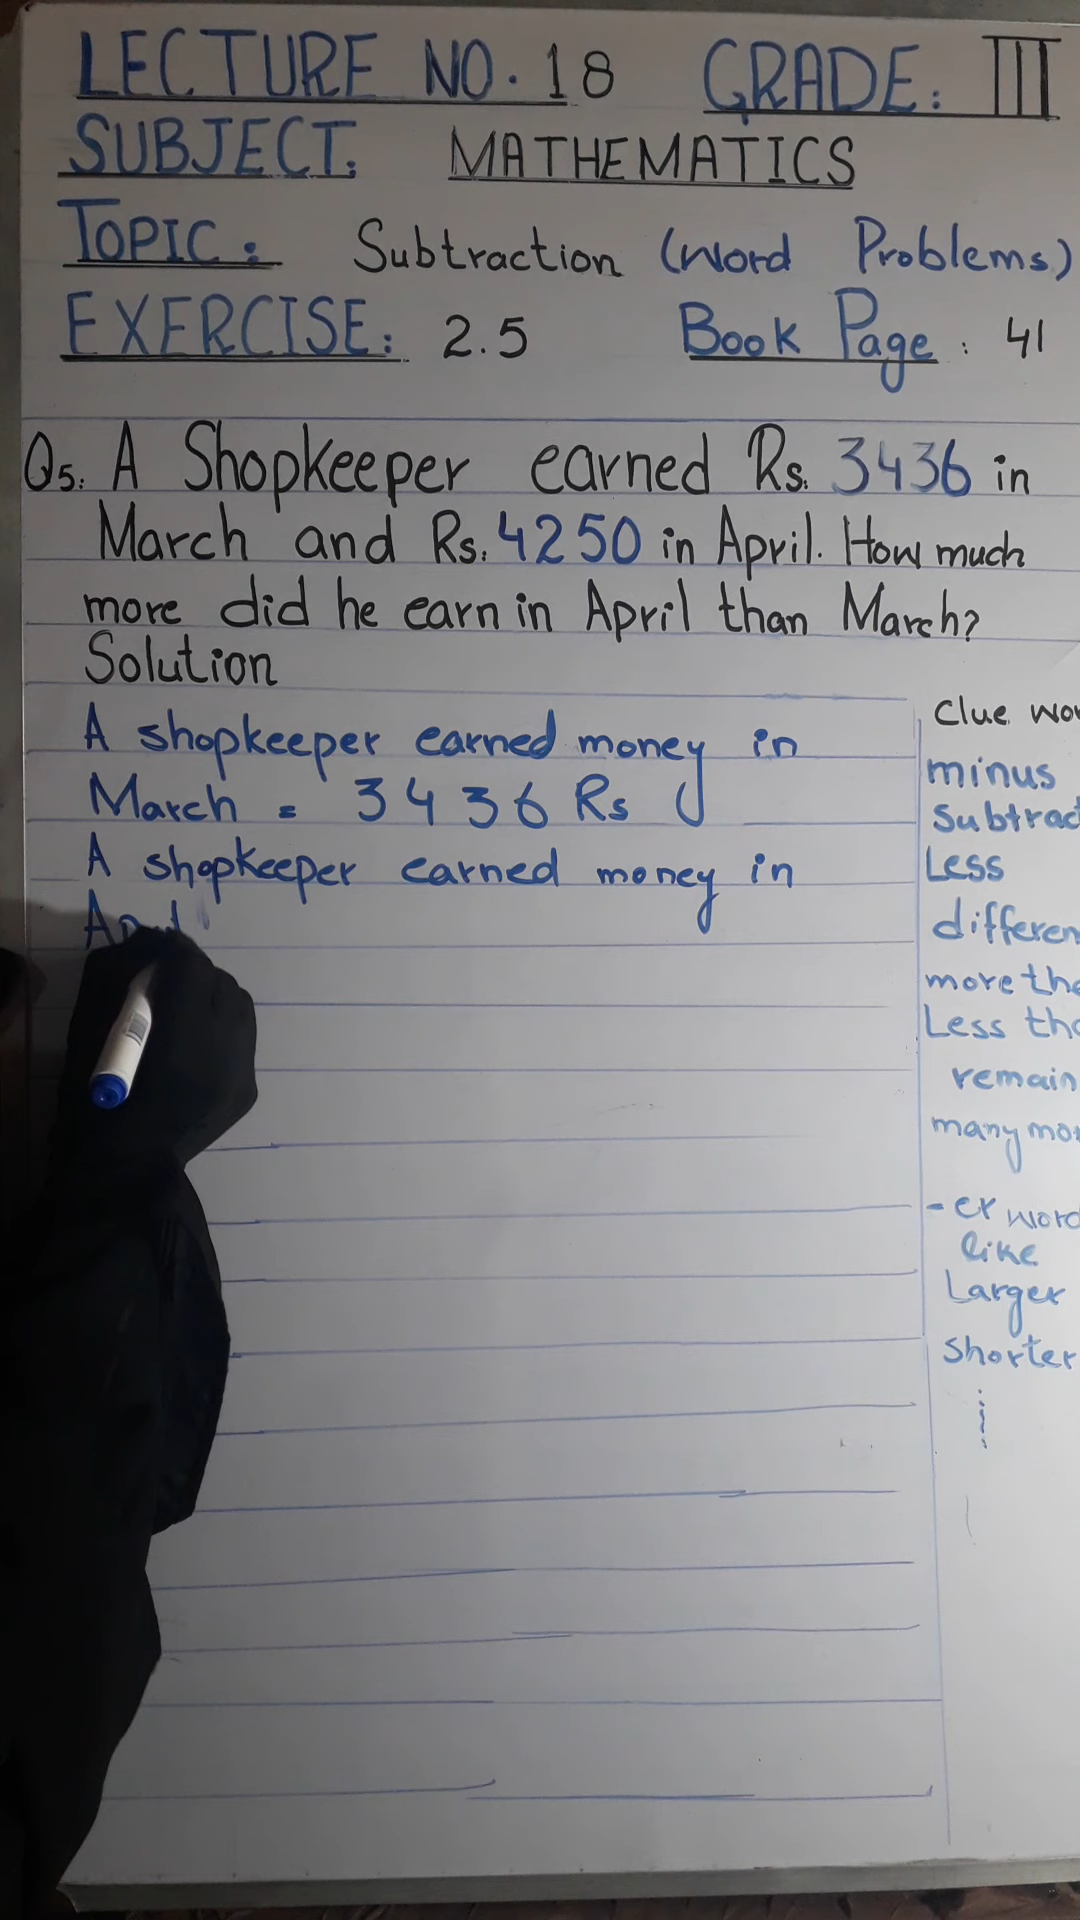 LECTURE NO. 18 GRADE: III
SUBJECT: MATHEMATICS
TOPIC: Subtraction (Word Problems)
EXERCISE: 2.5 Book Page: 41
Q5. A Shopkeeper earned Rs. 3436 in
March and Rs. 4250 in April. How much
more did he earn in April than March?
Solution
A shopkeeper earned money in
March = 3436 Rs
A shopkeeper earned money in
Clue
minus
Less
more
Less
remain
many
-er
like
Larger
shorter